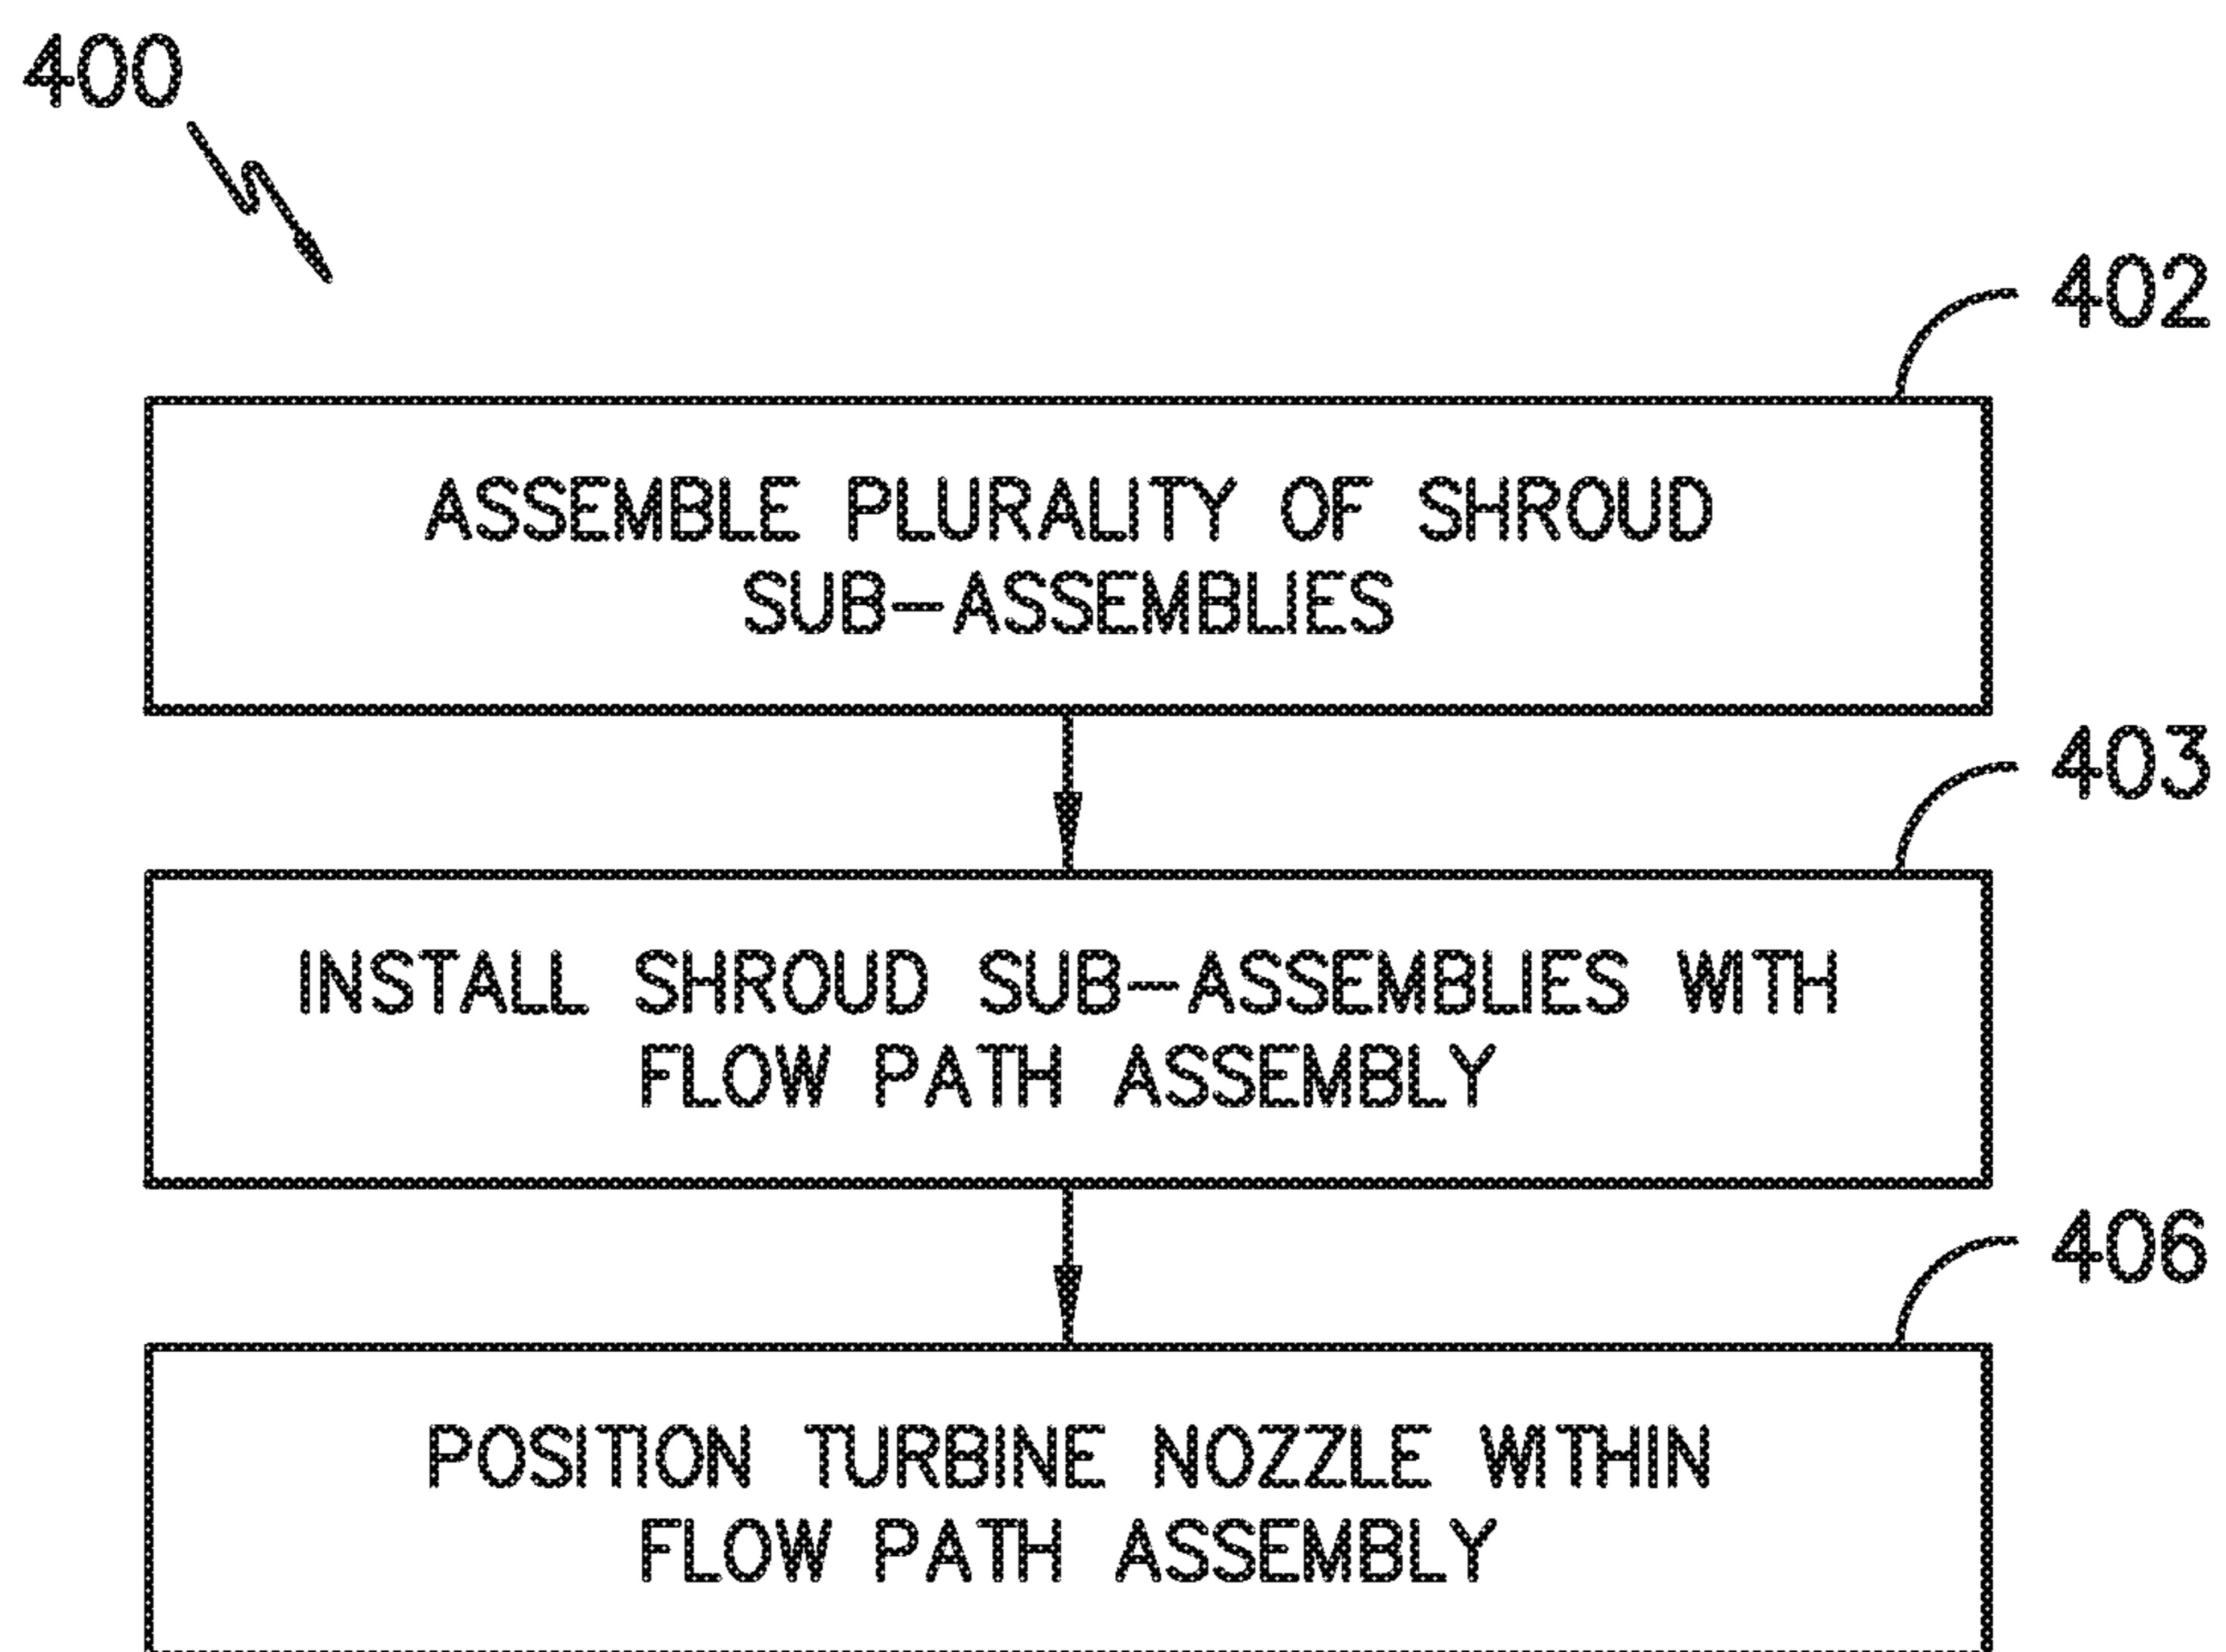 400
402
ASSEMBLE PLURALITY OF SHROUD
SUB-ASSEMBLIES
403
INSTALL SHROUD SUB-ASSEMBLIES WITH
FLOW PATH ASSEMBLY
406
POSITION TURBINE NOZZLE WITHIN
FLOW PATH ASSEMBLY